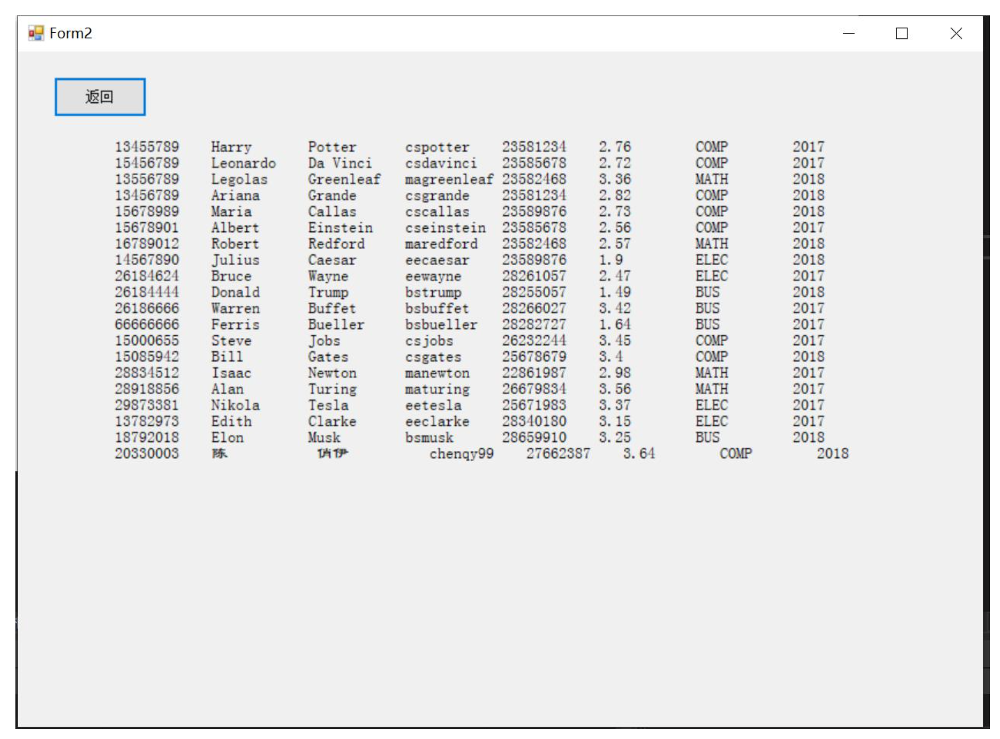 Form2
返回
13455789 Harry Potter cspotter 23581234 2.76 COMP 2017
15456789 Leonardo Da Vinci csdavinci 23585678 2.72 COMP 2017
13556789 Legolas Greenleaf magreenleaf 23582468 3.36 MATH 2018
13456789 Ariana Grande csgrande 23581234 2.82 COMP 2018
15678989 Maria Callas cscallas 23589876 2.73 COMP 2018
15678901 Albert Einstein cseinstein 23585678 2.56 COMP 2017
16789012 Robert Redford maredford 23582468 2.57 MATH 2018
14567890 Julius Caesar eecaesar 23589876 1.9 ELEC 2018
26184624 Bruce Wayne eewayne 28261057 2.47 ELEC 2017
26184444 Donald Trump bstrump 28255057 1.49 BUS 2018
26186666 Warren Buffet bsbuffet 28266027 3.42 BUS 2017
66666666 Ferris Bueller bsbueller 28282727 1.64 BUS 2017
15000655 Steve Jobs csjobs 26232244 3.45 COMP 2017
15085942 Bill Gates csgates 25678679 3.4 COMP 2018
28834512 Isaac Newton manewton 22861987 2.98 MATH 2017
28918856 Alan Turing maturing 26679834 3.56 MATH 2017
29873381 Nikola Tesla eetesla 25671983 3.37 ELEC 2017
13782973 Edith Clarke eeclarke 28340180 3.15 ELEC 2017
18792018 Elon Musk bsmusk 28659910 3.25 BUS 2018
20330003 陈 俏伊 chenqy99 27662387 3.64 COMP 2018